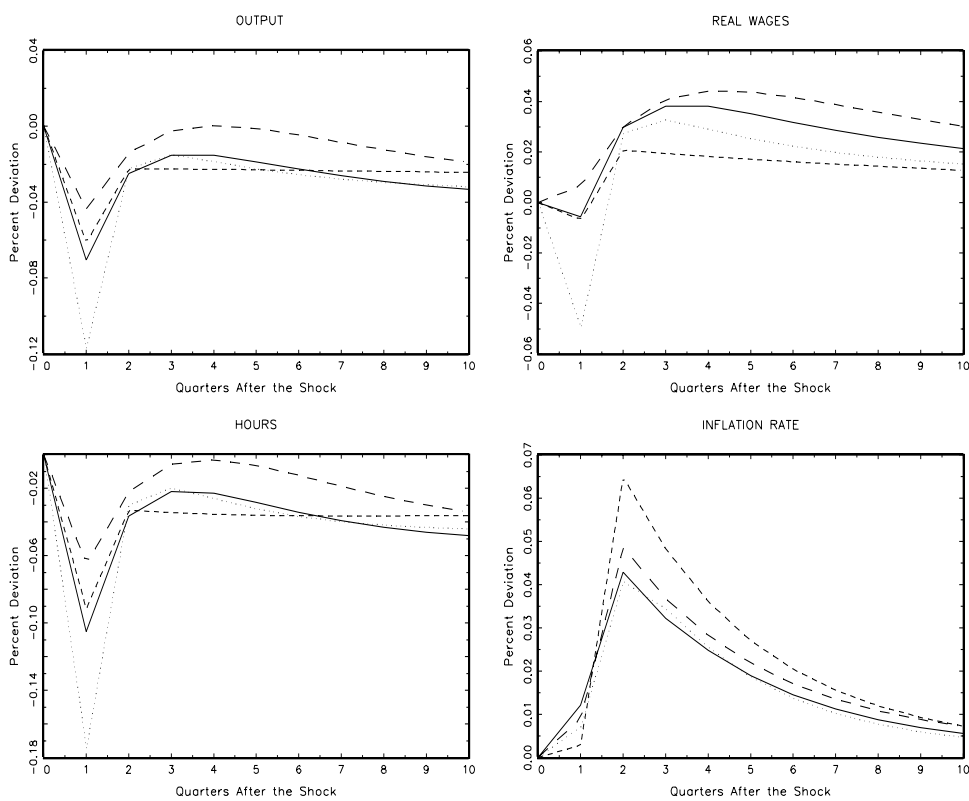 OUTPUT
Percent Deviation
0.04
0.00
−0.04
−0.08
−0.12
0 1 2 3 4 5 6 7 8 9 10
Quarters After the Shock
REAL WAGES
Percent Deviation
0.06
0.04
0.02
0.00
−0.02
−0.04
−0.06
0 1 2 3 4 5 6 7 8 9 10
Quarters After the Shock
HOURS
Percent Deviation
−0.02
−0.06
−0.10
−0.14
−0.18
0 1 2 3 4 5 6 7 8 9 10
Quarters After the Shock
INFLATION RATE
Percent Deviation
0.07
0.06
0.05
0.04
0.03
0.02
0.01
0.00
0 1 2 3 4 5 6 7 8 9 10
Quarters After the Shock